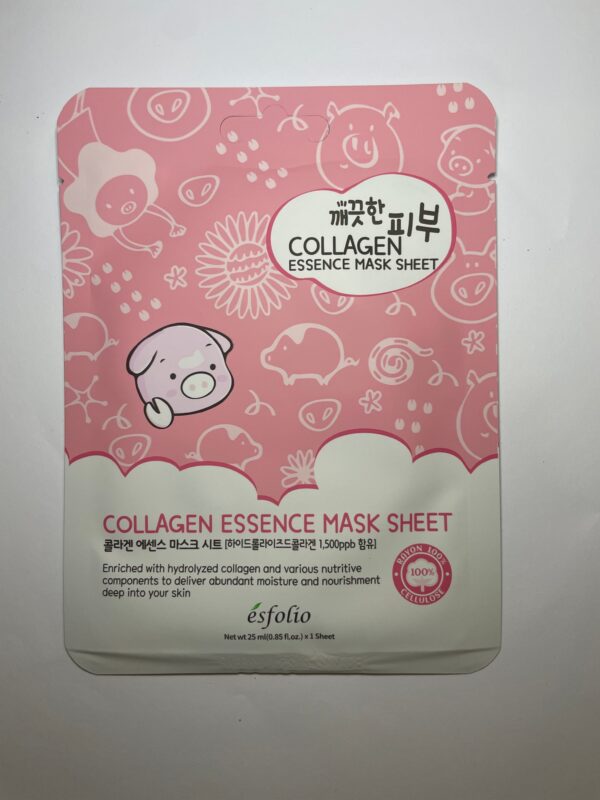 깨끗한 피부
COLLAGEN
ESSENCE MASK SHEET
COLLAGEN ESSENCE MASK SHEET
콜라겐 에센스 마스크 시트 [하이드롤라이즈드콜라겐 1,500ppb 함유]
Enriched with hydrolyzed collagen and various nutritive
components to deliver abundant moisture and nourishment
deep into your skin
ROYON 100%
100%
CELLULOSE
esfolio
Net wt 25 ml(0.85 fl.oz.) x 1 Sheet